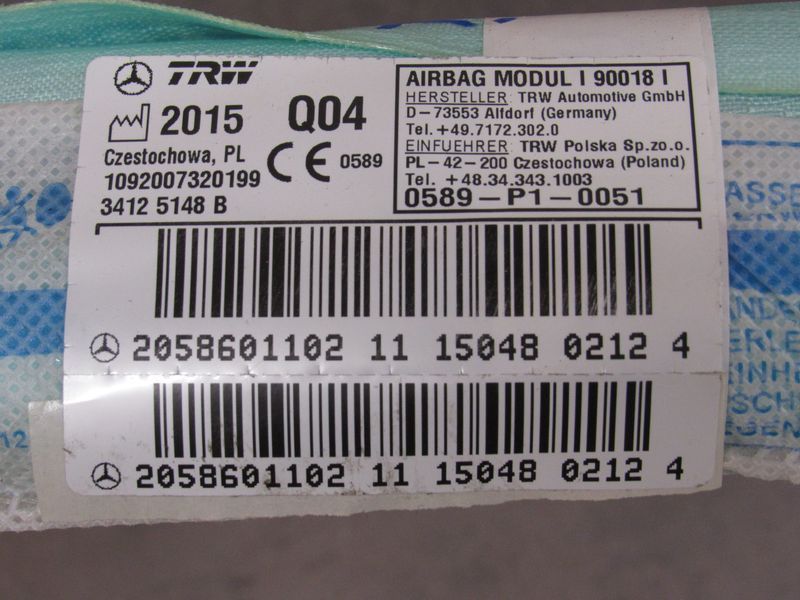 TRW
2015 Q04
Czestochowa, PL
CE 0589
1092007320199
3412 5148 B
AIRBAG MODUL I 90018 I
HERSTELLER: TRW Automotive GmbH
D-73553 Alfdorf (Germany)
Tel.+49.7172.302.0
EINFUEHRER: TRW Polska Sp.zo.o.
PL-42-200 Czestochowa (Poland)
Tel. +48.34.343.1003
0589-P1-0051
2058601102 11 15048 0212 4
2058601102 11 15048 0212 4
12